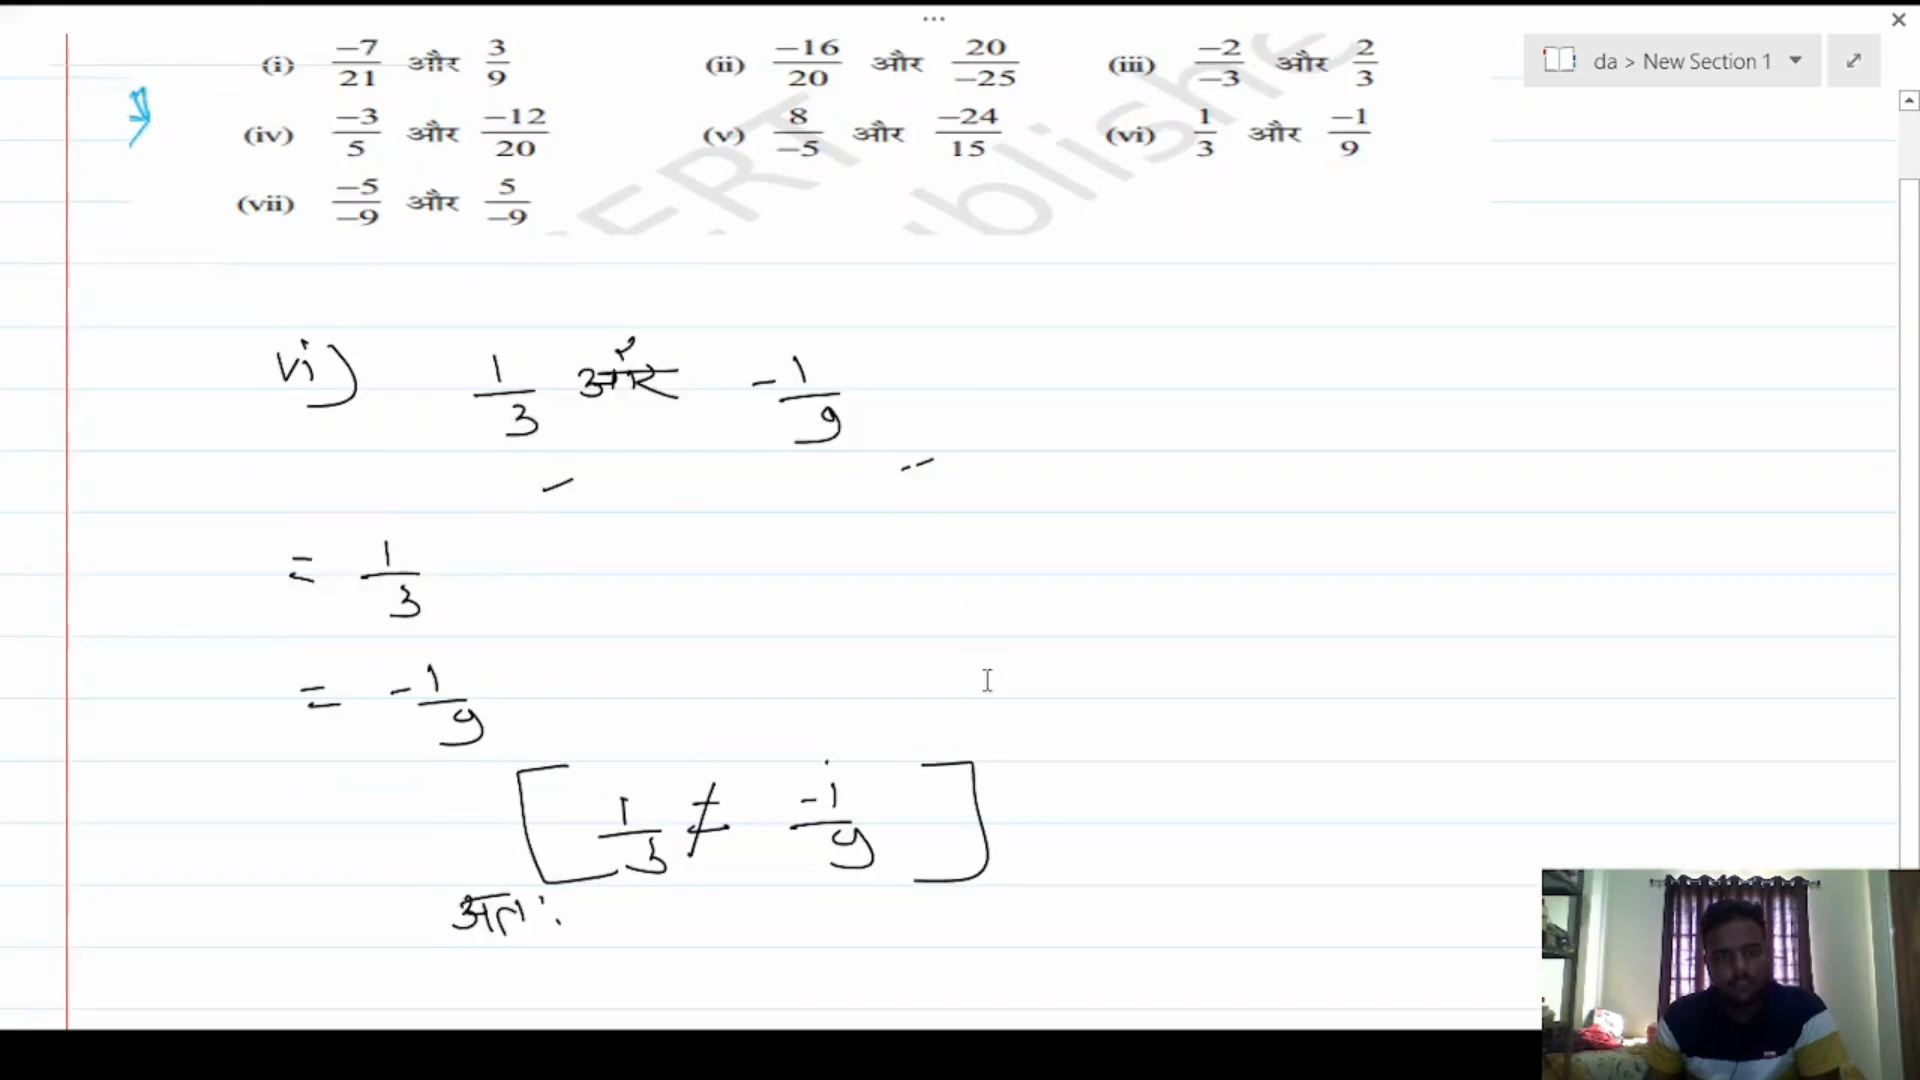 ...
da > New Section 1
(i) −7/21 और 3/9 (ii) −16/20 और 20/−25 (iii) −2/−3 और 2/3
(iv) −3/5 और −12/20 (v) 8/−5 और −24/15 (vi) 1/3 और −1/9
(vii) −5/−9 और 5/−9
vi) 1/3 और -1/9
= 1/3
= -1/9
[ 1/3 ≠ -1/9 ]
अतः